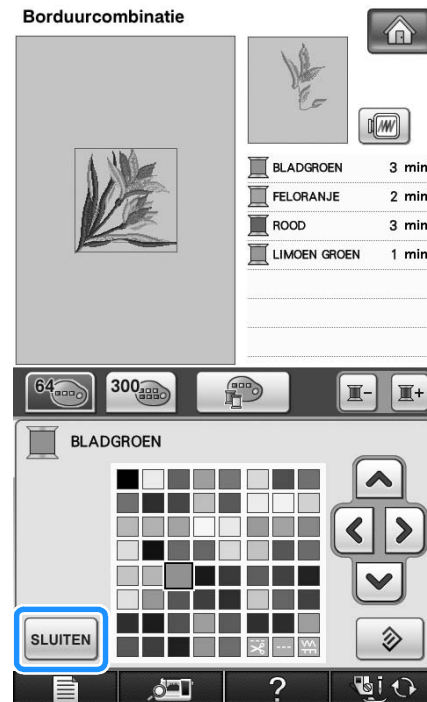 Borduurcombinatie
BLADGROEN 3 min
FELORANJE 2 min
ROOD 3 min
LIMOEN GROEN 1 min
64 300
BLADGROEN
SLUITEN
?